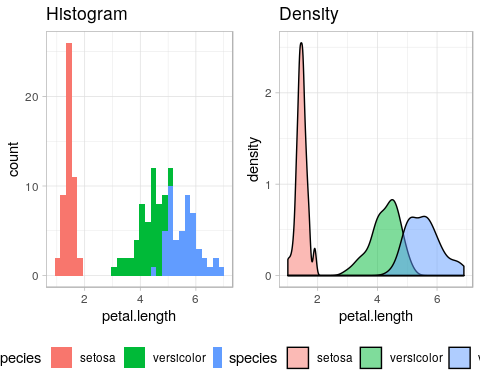 Histogram
count
20
10
0
2
4
6
petal.length
pecies
setosa
versicolor
Density
density
2
1
0
2
4
6
petal.length
species
setosa
versicolor